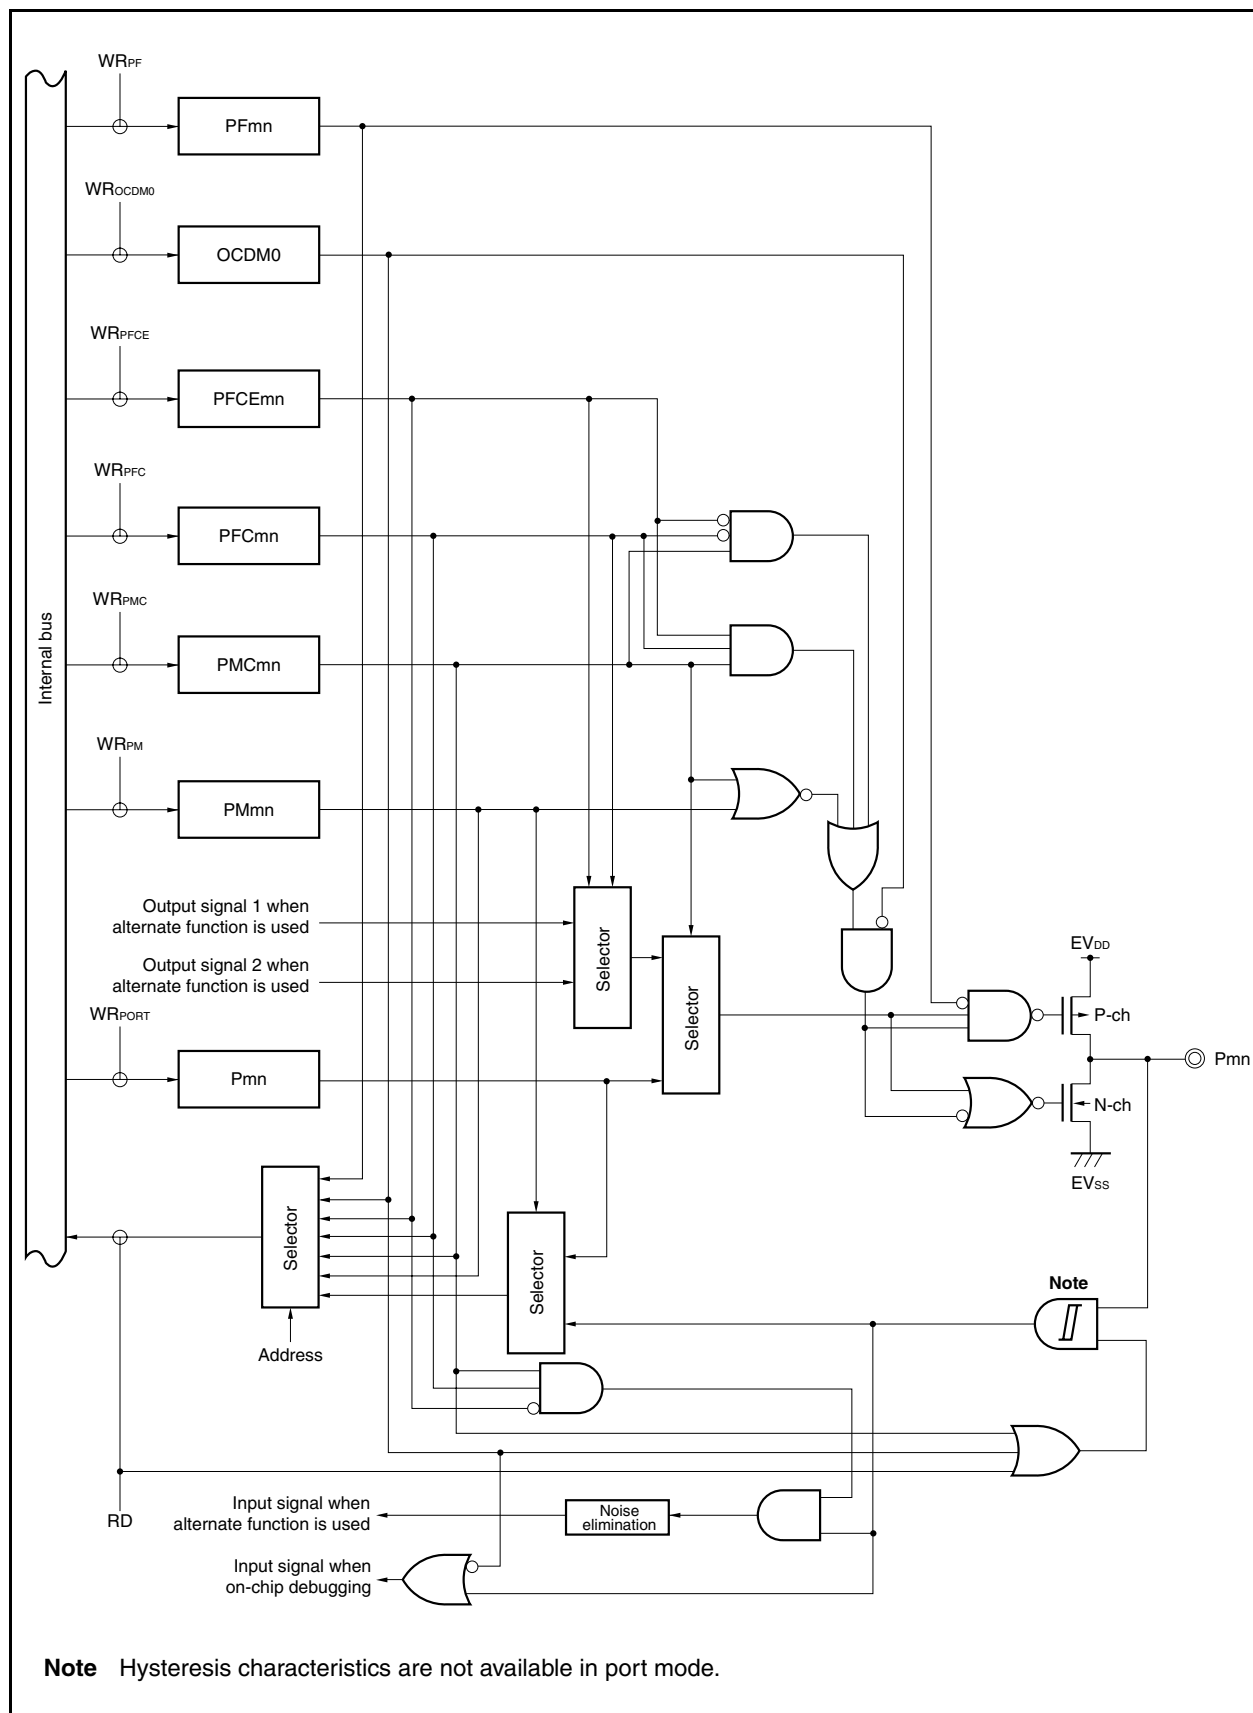 WRPF
PFmn
WROCDM0
OCDM0
WRPFCE
PFCEmn
WRPFC
PFCmn
WRPMC
PMCmn
Internal bus
WRPM
PMmn
Output signal 1 when
alternate function is used
Output signal 2 when
alternate function is used
Selector
Selector
EVDD
P-ch
WRPORT
Pmn
Pmn
N-ch
EVSS
Selector
Selector
Note
Address
RD
Input signal when
alternate function is used
Noise
elimination
Input signal when
on-chip debugging
Note Hysteresis characteristics are not available in port mode.